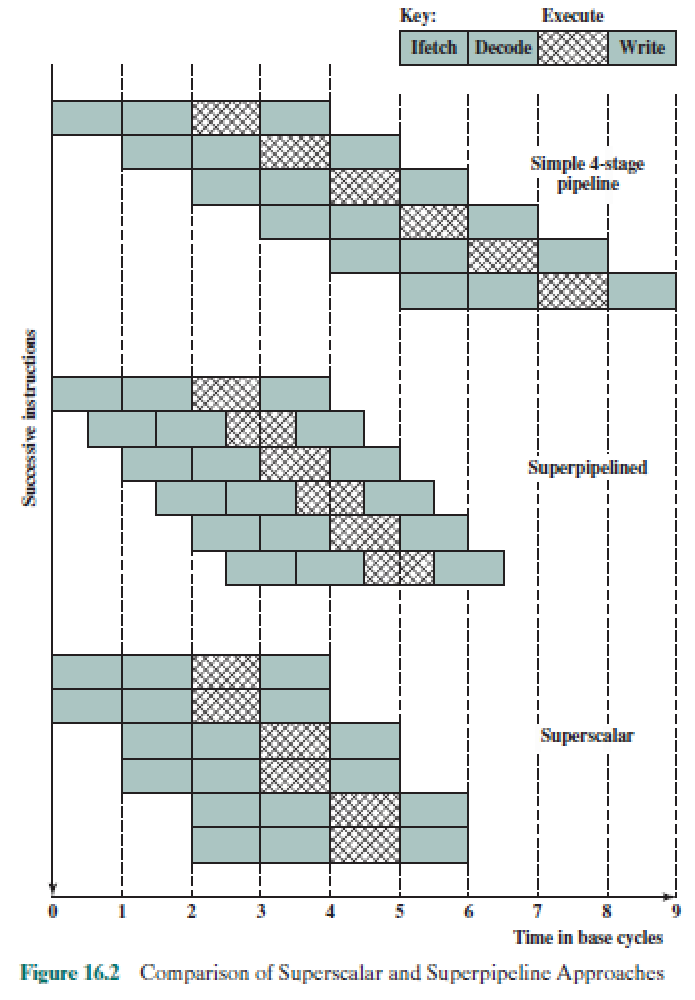 Key:
Execute
Ifetch
Decode
Write
Simple 4-stage
pipeline
Successive instructions
Superpipelined
Superscalar
0 1 2 3 4 5 6 7 8 9
Time in base cycles
Figure 16.2 Comparison of Superscalar and Superpipeline Approaches